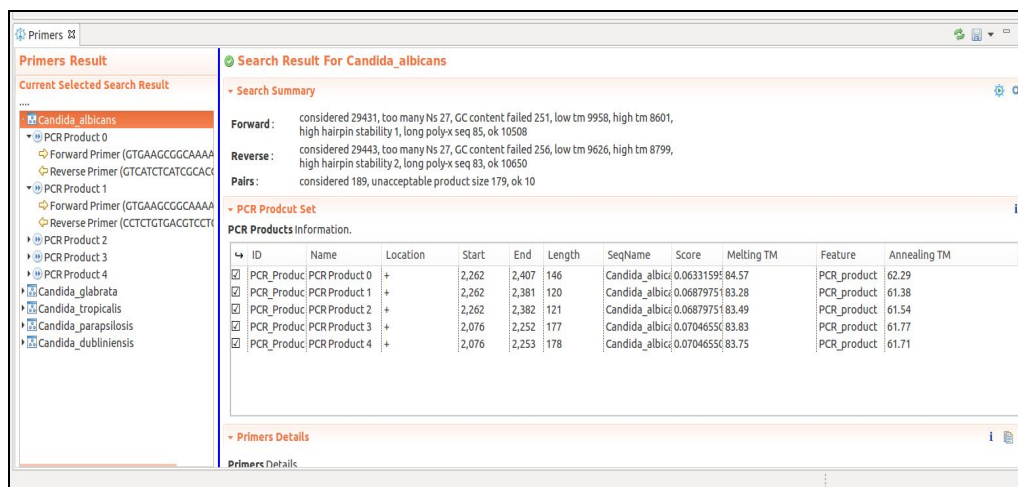 Primers
Primers Result
Current Selected Search Result
....
Candida_albicans
PCR Product 0
Forward Primer (GTGAAGCGGCAAAA
Reverse Primer (GTCATCTCATCGCAC
PCR Product 1
Forward Primer (GTGAAGCGGCAAAA
Reverse Primer (CCTCTGTGACGTCCT
PCR Product 2
PCR Product 3
PCR Product 4
Candida_glabrata
Candida_tropicalis
Candida_parapsilosis
Candida_dubliniensis
Search Result For Candida_albicans
Search Summary
Forward : considered 29431, too many Ns 27, GC content failed 251, low tm 9958, high tm 8601,
high hairpin stability 1, long poly-x seq 85, ok 10508
Reverse : considered 29443, too many Ns 27, GC content failed 256, low tm 9626, high tm 8799,
high hairpin stability 2, long poly-x seq 83, ok 10650
Pairs : considered 189, unacceptable product size 179, ok 10
PCR Prodcut Set
PCR Products Information.
ID Name Location Start End Length SeqName Score Melting TM Feature Annealing TM
PCR_Produc PCR Product 0 + 2,262 2,407 146 Candida_albica 0.0633159 84.57 PCR_product 62.29
PCR_Produc PCR Product 1 + 2,262 2,381 120 Candida_albica 0.0687975 83.28 PCR_product 61.38
PCR_Produc PCR Product 2 + 2,262 2,382 121 Candida_albica 0.0687975 83.49 PCR_product 61.54
PCR_Produc PCR Product 3 + 2,076 2,252 177 Candida_albica 0.0704655 83.83 PCR_product 61.77
PCR_Produc PCR Product 4 + 2,076 2,253 178 Candida_albica 0.0704655 83.75 PCR_product 61.71
Primers Details
Primers Details